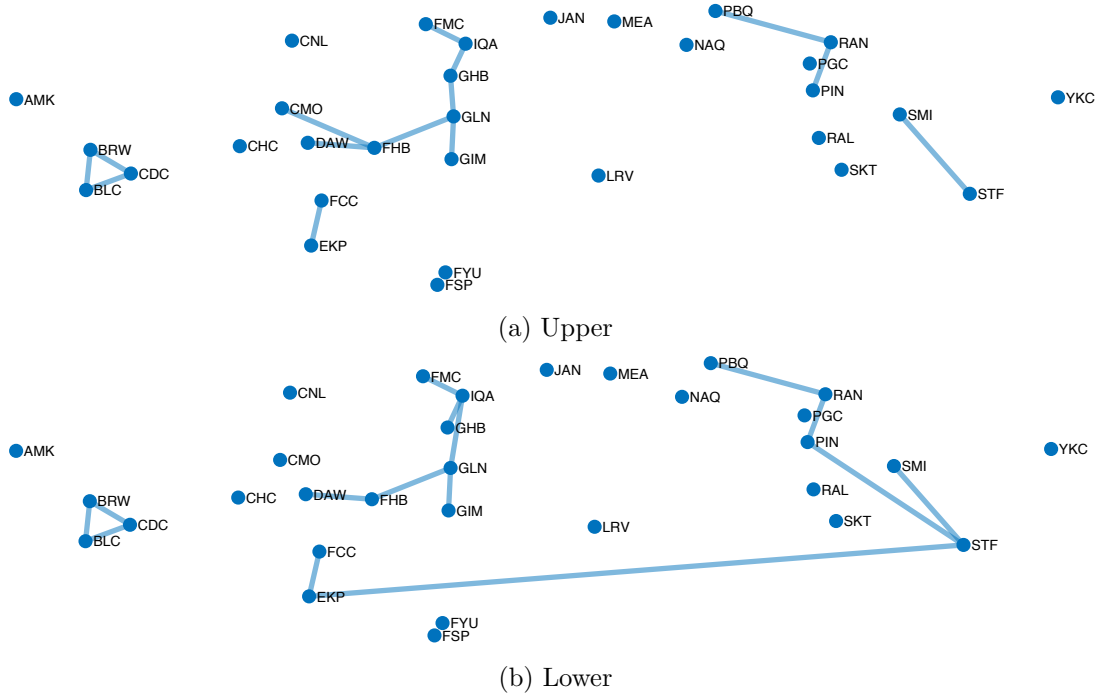 PBQ
JAN
MEA
FMC
CNL
IQA
RAN
NAQ
PGC
GHB
PIN
YKC
AMK
CMO
SMI
GLN
RAL
DAW
CHC
FHB
BRW
GIM
SKT
CDC
LRV
BLC
STF
FCC
EKP
FYU
FSP
(a) Upper
PBQ
JAN
MEA
FMC
CNL
RAN
IQA
NAQ
PGC
GHB
PIN
YKC
AMK
CMO
SMI
GLN
RAL
DAW
CHC
FHB
BRW
GIM
SKT
CDC
LRV
BLC
STF
FCC
EKP
FYU
FSP
(b) Lower